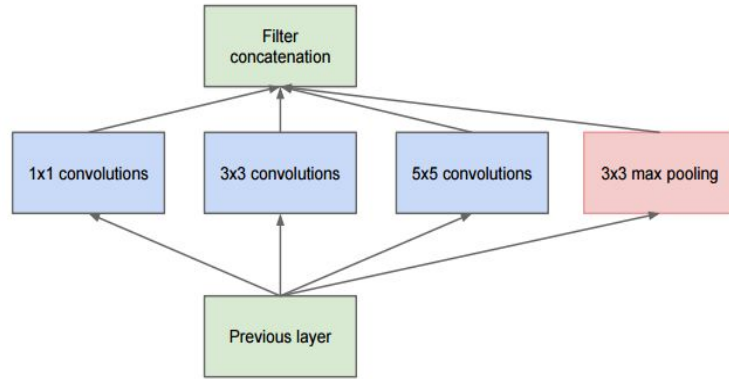 Filter
concatenation
1x1 convolutions
3x3 convolutions
5x5 convolutions
3x3 max pooling
Previous layer